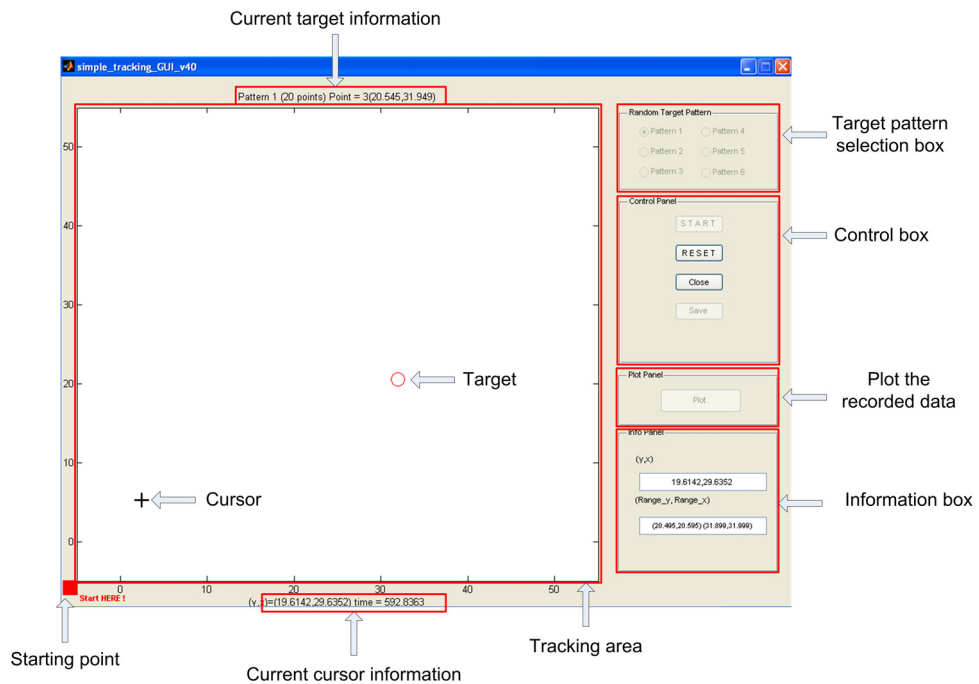 Current target information
simple_tracking_GUI_v40
Pattern 1 (20 points) Point = 3(20.545,31.949)
50
40
30
20
10
0
0
10
20
30
40
50
Target
Cursor
Start HERE !
(y,x)=(19.6142,29.6352) time = 592.8363
Starting point
Current cursor information
Tracking area
Random Target Pattern
Pattern 1
Pattern 4
Pattern 2
Pattern 5
Pattern 3
Pattern 6
Target pattern
selection box
Control Panel
START
RESET
Close
Save
Control box
Plot Panel
Plot
Plot the
recorded data
Info Panel
(y,x)
19.6142,29.6352
(Range_y, Range_x)
(20.495,20.595) (31.899,31.999)
Information box